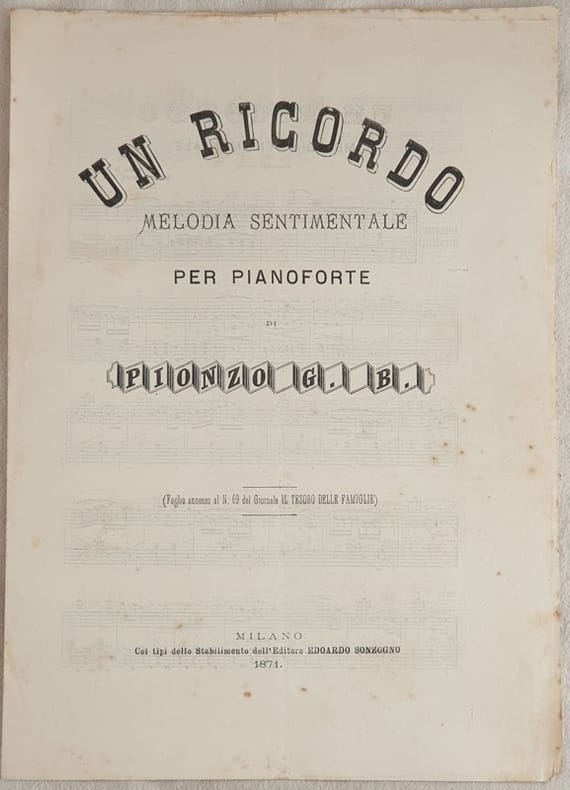 UN RICORDO
MELODIA SENTIMENTALE
PER PIANOFORTE
DI
PIONZO G. B.
(Foglio annesso al N. 69 del Giornale IL TESORO DELLE FAMIGLIE)
MILANO
Coi tipi dello Stabilimento dell'Editore EDOARDO SONZOGNO
1871.